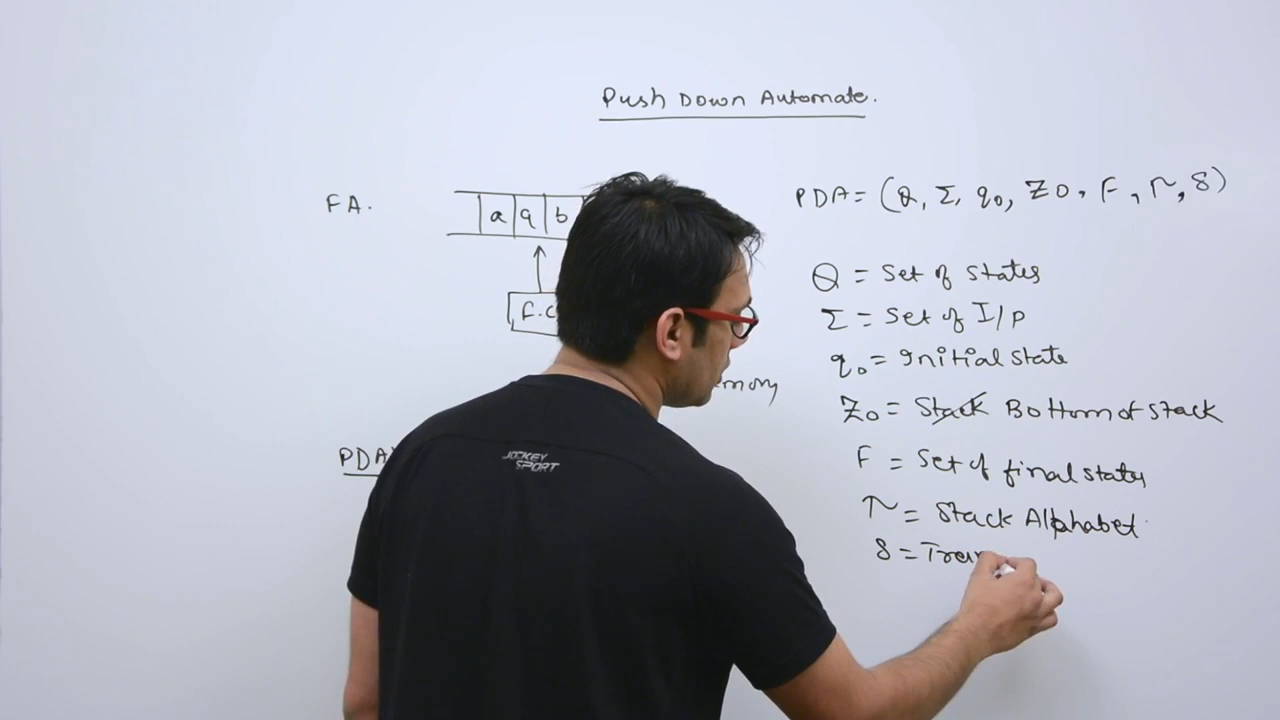 Push Down Automate.
FA.
a a b
PDA = (Q, Σ, q0, Z0, F, Γ, δ)
F.C
Q = Set of States
Σ = Set of I/P
q0 = Initial State
Z0 = Stack Bottom of Stack
PDA
F = Set of final states
Γ = Stack Alphabet
δ = Tran
JOCKEY
SPORT